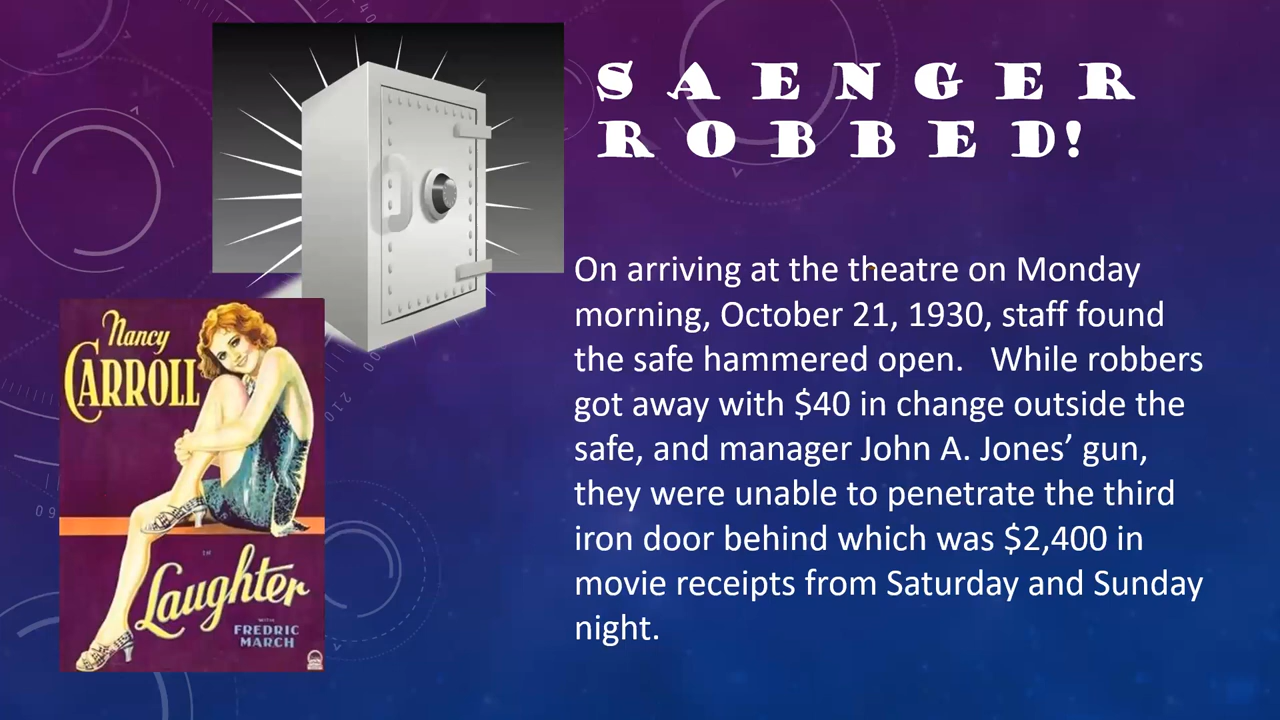 SAENGER
ROBBED!
On arriving at the theatre on Monday
morning, October 21, 1930, staff found
the safe hammered open.   While robbers
got away with $40 in change outside the
safe, and manager John A. Jones’ gun,
they were unable to penetrate the third
iron door behind which was $2,400 in
movie receipts from Saturday and Sunday
night.
Nancy
CARROLL
IN
Laughter
WITH
FREDRIC
MARCH
210
60
40